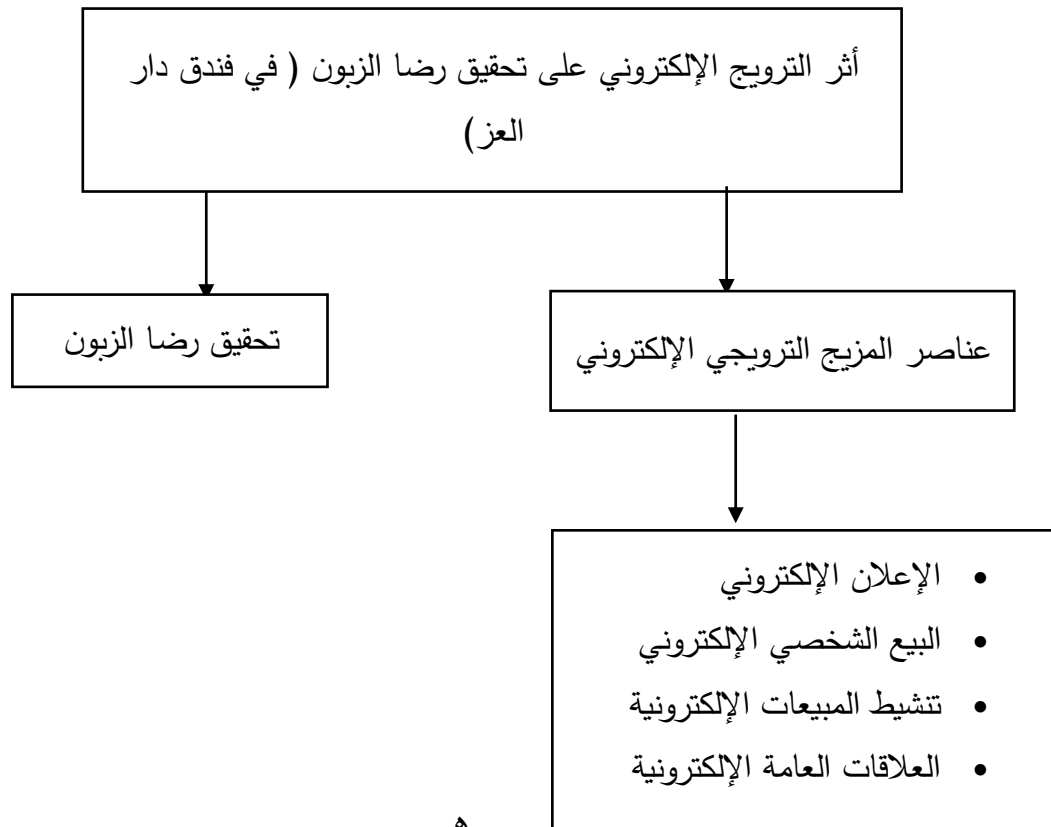 أثر الترويج الإلكتروني على تحقيق رضا الزبون ( في فندق دار
العز)
عناصر المزيج الترويجي الإلكتروني
تحقيق رضا الزبون
• الإعلان الإلكتروني
• البيع الشخصي الإلكتروني
• تنشيط المبيعات الإلكترونية
• العلاقات العامة الإلكترونية